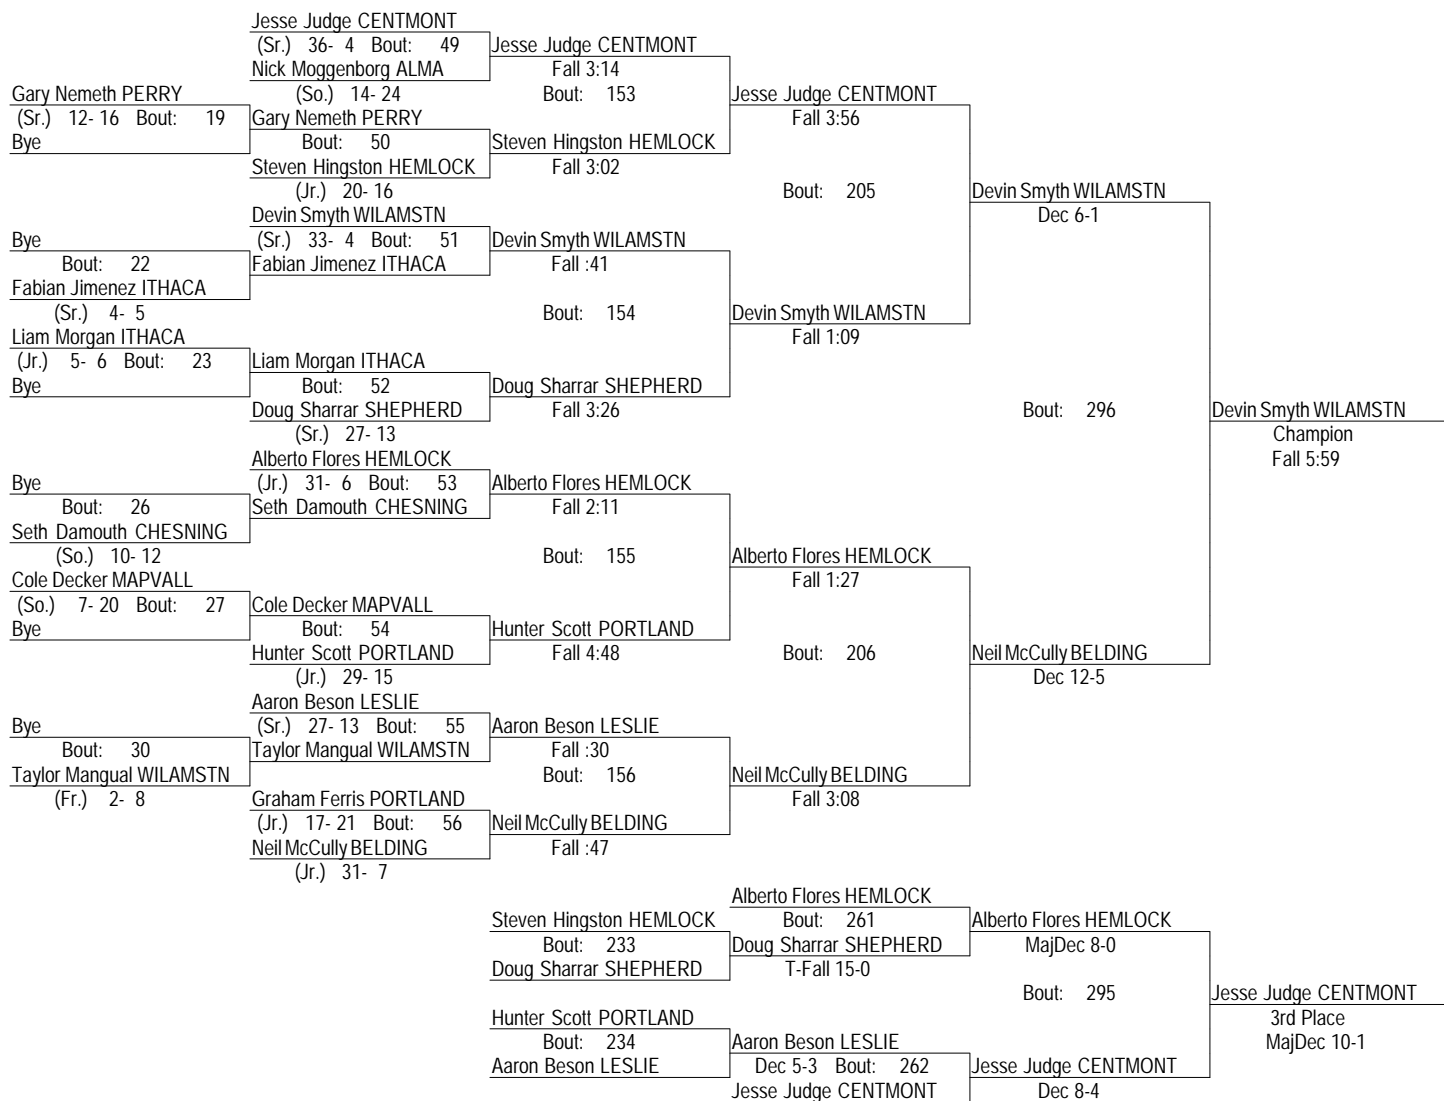 Jesse Judge CENTMONT
(Sr.) 36- 4 Bout: 49 Jesse Judge CENTMONT
Nick Moggenborg ALMA Fall 3:14
Gary Nemeth PERRY (So.) 14- 24 Bout: 153 Jesse Judge CENTMONT
(Sr.) 12- 16 Bout: 19 Gary Nemeth PERRY Fall 3:56
Bye Bout: 50 Steven Hingston HEMLOCK
Steven Hingston HEMLOCK Fall 3:02
(Jr.) 20- 16 Bout: 205 Devin Smyth WILAMSTN
Devin Smyth WILAMSTN Dec 6-1
Bye (Sr.) 33- 4 Bout: 51 Devin Smyth WILAMSTN
Bout: 22 Fabian Jimenez ITHACA Fall :41
Fabian Jimenez ITHACA
(Sr.) 4- 5 Bout: 154 Devin Smyth WILAMSTN
Liam Morgan ITHACA Fall 1:09
(Jr.) 5- 6 Bout: 23 Liam Morgan ITHACA
Bye Bout: 52 Doug Sharrar SHEPHERD
Doug Sharrar SHEPHERD Fall 3:26 Bout: 296 Devin Smyth WILAMSTN
(Sr.) 27- 13 Champion
Alberto Flores HEMLOCK Fall 5:59
Bye (Jr.) 31- 6 Bout: 53 Alberto Flores HEMLOCK
Bout: 26 Seth Damouth CHESNING Fall 2:11
Seth Damouth CHESNING
(So.) 10- 12 Bout: 155 Alberto Flores HEMLOCK
Cole Decker MAPVALL Fall 1:27
(So.) 7- 20 Bout: 27 Cole Decker MAPVALL
Bye Bout: 54 Hunter Scott PORTLAND
Hunter Scott PORTLAND Fall 4:48 Bout: 206 Neil McCully BELDING
(Jr.) 29- 15 Dec 12-5
Aaron Beson LESLIE
Bye (Sr.) 27- 13 Bout: 55 Aaron Beson LESLIE
Bout: 30 Taylor Mangual WILAMSTN Fall :30
Taylor Mangual WILAMSTN Bout: 156 Neil McCully BELDING
(Fr.) 2- 8 Graham Ferris PORTLAND Fall 3:08
(Jr.) 17- 21 Bout: 56 Neil McCully BELDING
Neil McCully BELDING Fall :47
(Jr.) 31- 7
Alberto Flores HEMLOCK
Steven Hingston HEMLOCK Bout: 261 Alberto Flores HEMLOCK
Bout: 233 Doug Sharrar SHEPHERD MajDec 8-0
Doug Sharrar SHEPHERD T-Fall 15-0
Bout: 295 Jesse Judge CENTMONT
Hunter Scott PORTLAND 3rd Place
Bout: 234 Aaron Beson LESLIE MajDec 10-1
Aaron Beson LESLIE Dec 5-3 Bout: 262 Jesse Judge CENTMONT
Jesse Judge CENTMONT Dec 8-4